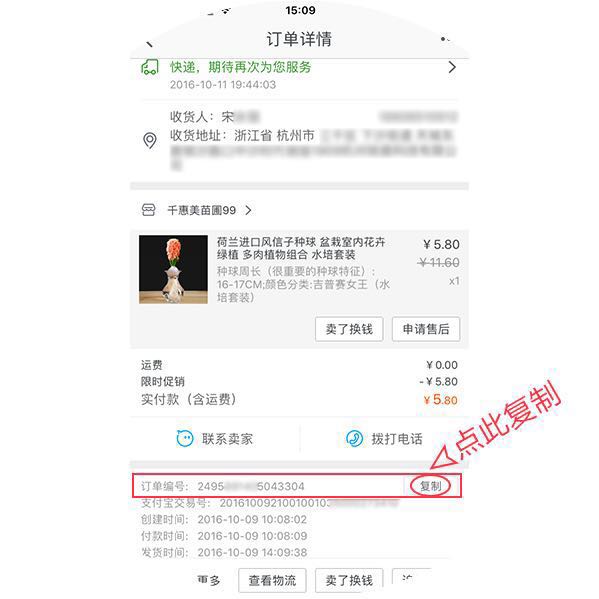 15:09
订单详情
快递，期待再次为您服务
2016-10-11 19:44:03
收货人：宋
收货地址：浙江省 杭州市
千惠美苗圃99
荷兰进口风信子种球 盆栽室内花卉
绿植 多肉植物组合 水培套装
￥5.80
￥11.60
种球周长（很重要的种球特征）:
16-17CM;颜色分类:吉普赛女王（水
培套装）
x1
卖了换钱 申请售后
运费 ￥0.00
限时促销 -￥5.80
实付款（含运费） ￥5.80
点此复制
联系卖家 拨打电话
订单编号: 2495 5043304 复制
支付宝交易号: 2016100921001001
创建时间: 2016-10-09 10:08:02
付款时间: 2016-10-09 10:08:09
发货时间: 2016-10-09 14:09:38
更多 查看物流 卖了换钱